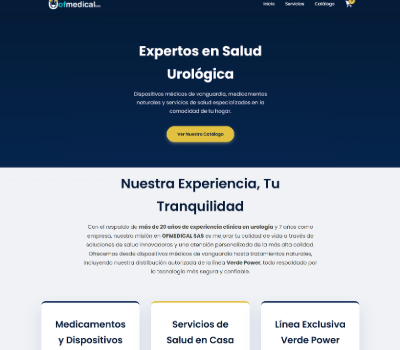 ofmedical
Inicio Servicios Catálogo
Expertos en Salud
Urológica
Dispositivos médicos de vanguardia, medicamentos
naturales y servicios de salud especializados en la
comodidad de tu hogar.
Ver Nuestro Catálogo
Nuestra Experiencia, Tu
Tranquilidad
Con el respaldo de más de 20 años de experiencia clínica en urología y 7 años como
empresa, nuestra misión en OFMEDICAL SAS es mejorar tu calidad de vida a través de
soluciones de salud innovadoras y una atención personalizada de la más alta calidad.
Ofrecemos desde dispositivos médicos de vanguardia hasta tratamientos naturales,
incluyendo nuestra distribución autorizada de la línea Verde Power, todo respaldado por
la tecnología más segura y confiable.
Medicamentos
y Dispositivos
Servicios de
Salud en Casa
Línea Exclusiva
Verde Power